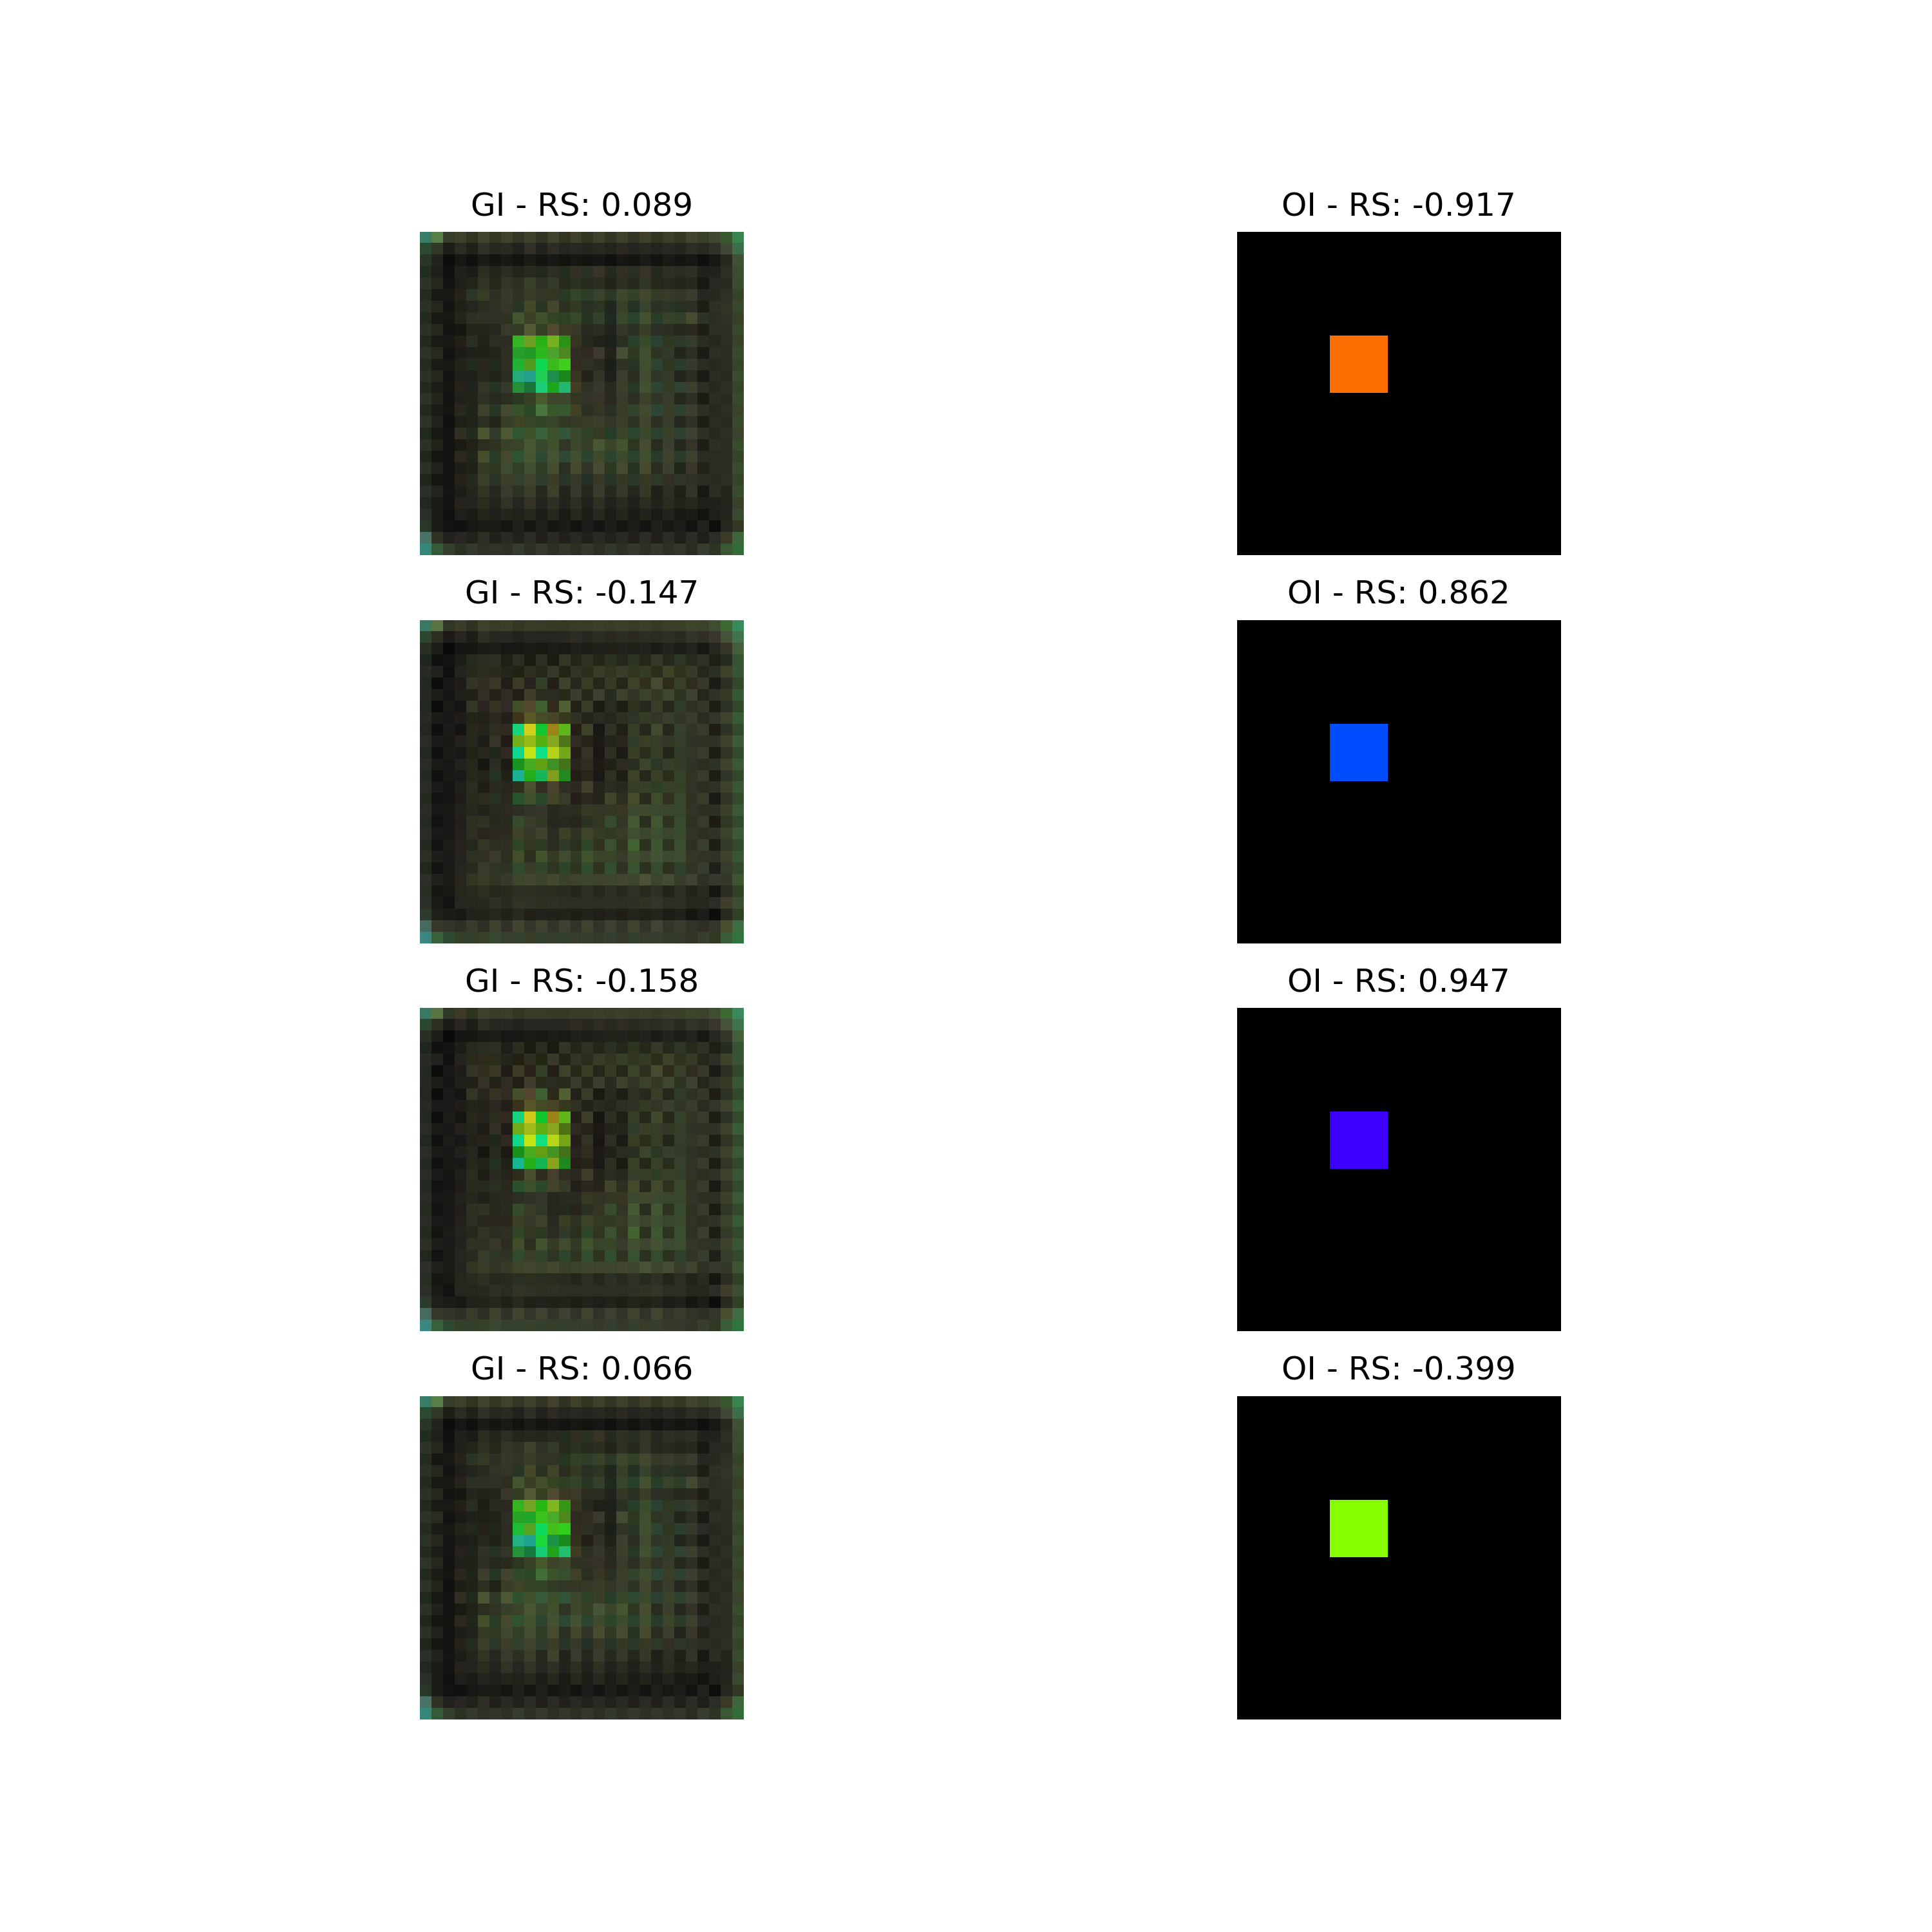 GI - RS: 0.089
OI - RS: -0.917
GI - RS: -0.147
OI - RS: 0.862
GI - RS: -0.158
OI - RS: 0.947
GI - RS: 0.066
OI - RS: -0.399